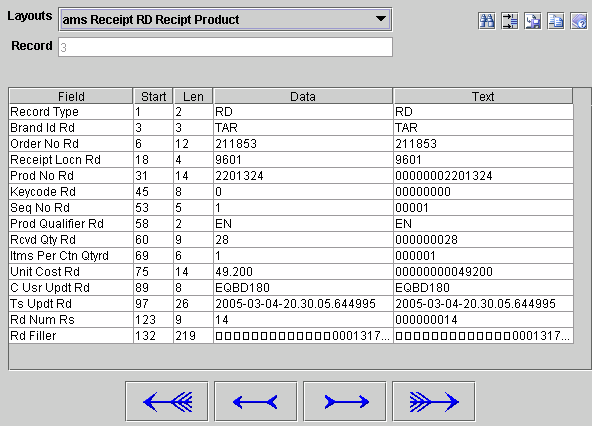 Layouts ams Receipt RD Recipt Product
Record 3
Field Start Len Data Text
Record Type 1 2 RD RD
Brand Id Rd 3 3 TAR TAR
Order No Rd 6 12 211853 211853
Receipt Locn Rd 18 4 9601 9601
Prod No Rd 31 14 2201324 00000002201324
Keycode Rd 45 8 0 00000000
Seq No Rd 53 5 1 00001
Prod Qualifier Rd 58 2 EN EN
Rcvd Qty Rd 60 9 28 000000028
Itms Per Ctn Qtyrd 69 6 1 000001
Unit Cost Rd 75 14 49.200 00000000049200
C Usr Updt Rd 89 8 EQBD180 EQBD180
Ts Updt Rd 97 26 2005-03-04-20.30.05.644995 2005-03-04-20.30.05.644995
Rd Num Rs 123 9 14 000000014
Rd Filler 132 219 □□□□□□□□□□□□□0001317... □□□□□□□□□□□□□0001317...